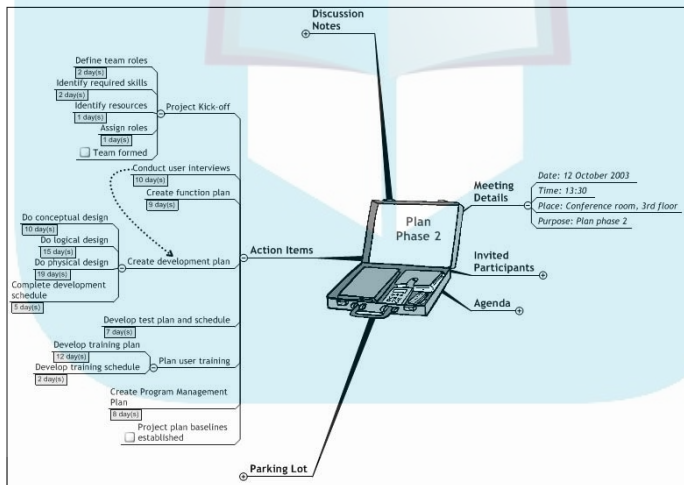 Discussion
Notes
Define team roles
2 day(s)
Identify required skills
2 day(s)
Identify resources
1 day(s)
Assign roles
1 day(s)
Team formed
Project Kick-off
Conduct user interviews
10 day(s)
Create function plan
9 day(s)
Do conceptual design
10 day(s)
Do logical design
15 day(s)
Do physical design
19 day(s)
Complete development
schedule
5 day(s)
Create development plan
Action Items
Develop test plan and schedule
7 day(s)
Develop training plan
12 day(s)
Develop training schedule
2 day(s)
Plan user training
Create Program Management
Plan
8 day(s)
Project plan baselines
established
Parking Lot
Plan
Phase 2
Meeting
Details
Date: 12 October 2003
Time: 13:30
Place: Conference room, 3rd floor
Purpose: Plan phase 2
Invited
Participants
Agenda